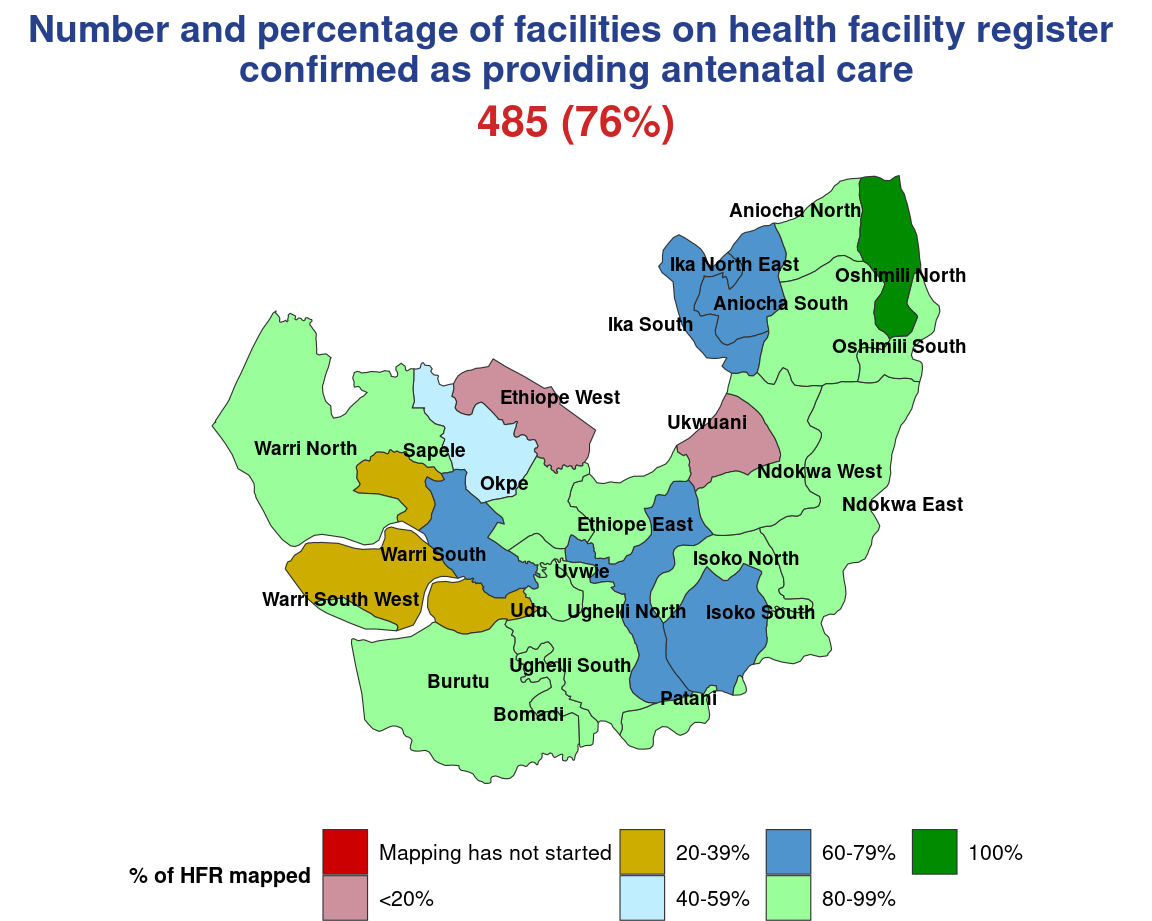 Number and percentage of facilities on health facility register
confirmed as providing antenatal care
485 (76%)
Aniocha North
Ika North East
Oshimili North
Aniocha South
Ika South
Oshimili South
Ethiope West
Ukwuani
Warri North
Sapele
Ndokwa West
Okpe
Ndokwa East
Ethiope East
Warri South
Isoko North
Uvwie
Warri South West
Udu
Ughelli North
Isoko South
Ughelli South
Burutu
Patani
Bomadi
% of HFR mapped
Mapping has not started
<20%
20-39%
40-59%
60-79%
80-99%
100%